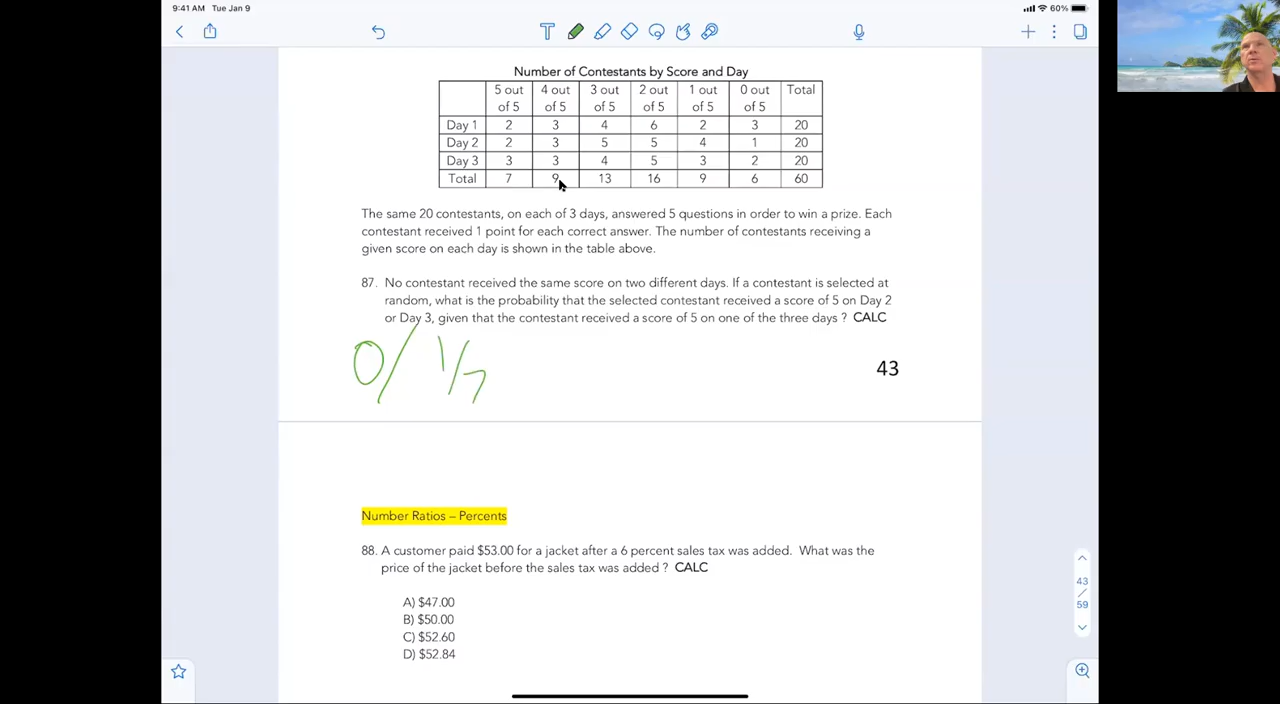 9:41 AM Tue Jan 9
60%
T
Number of Contestants by Score and Day
5 out of 5 4 out of 5 3 out of 5 2 out of 5 1 out of 5 0 out of 5 Total
Day 1 2 3 4 6 2 3 20
Day 2 2 3 5 5 4 1 20
Day 3 3 3 4 5 3 2 20
Total 7 9 13 16 9 6 60
The same 20 contestants, on each of 3 days, answered 5 questions in order to win a prize. Each
contestant received 1 point for each correct answer. The number of contestants receiving a
given score on each day is shown in the table above.
87. No contestant received the same score on two different days. If a contestant is selected at
random, what is the probability that the selected contestant received a score of 5 on Day 2
or Day 3, given that the contestant received a score of 5 on one of the three days ? CALC
0/ 1/7
43
Number Ratios – Percents
88. A customer paid $53.00 for a jacket after a 6 percent sales tax was added. What was the
price of the jacket before the sales tax was added ? CALC
A) $47.00
B) $50.00
C) $52.60
D) $52.84
43
/
59